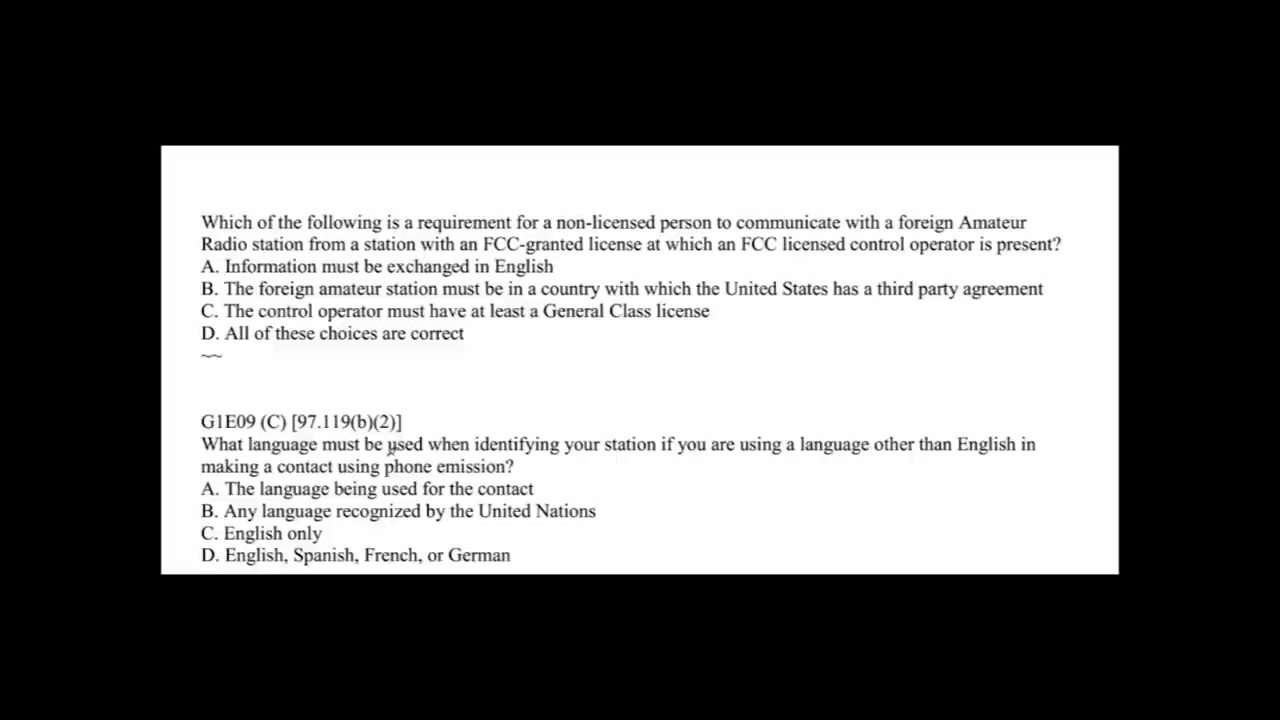 Which of the following is a requirement for a non-licensed person to communicate with a foreign Amateur
Radio station from a station with an FCC-granted license at which an FCC licensed control operator is present?
A. Information must be exchanged in English
B. The foreign amateur station must be in a country with which the United States has a third party agreement
C. The control operator must have at least a General Class license
D. All of these choices are correct
~~
G1E09 (C) [97.119(b)(2)]
What language must be used when identifying your station if you are using a language other than English in
making a contact using phone emission?
A. The language being used for the contact
B. Any language recognized by the United Nations
C. English only
D. English, Spanish, French, or German